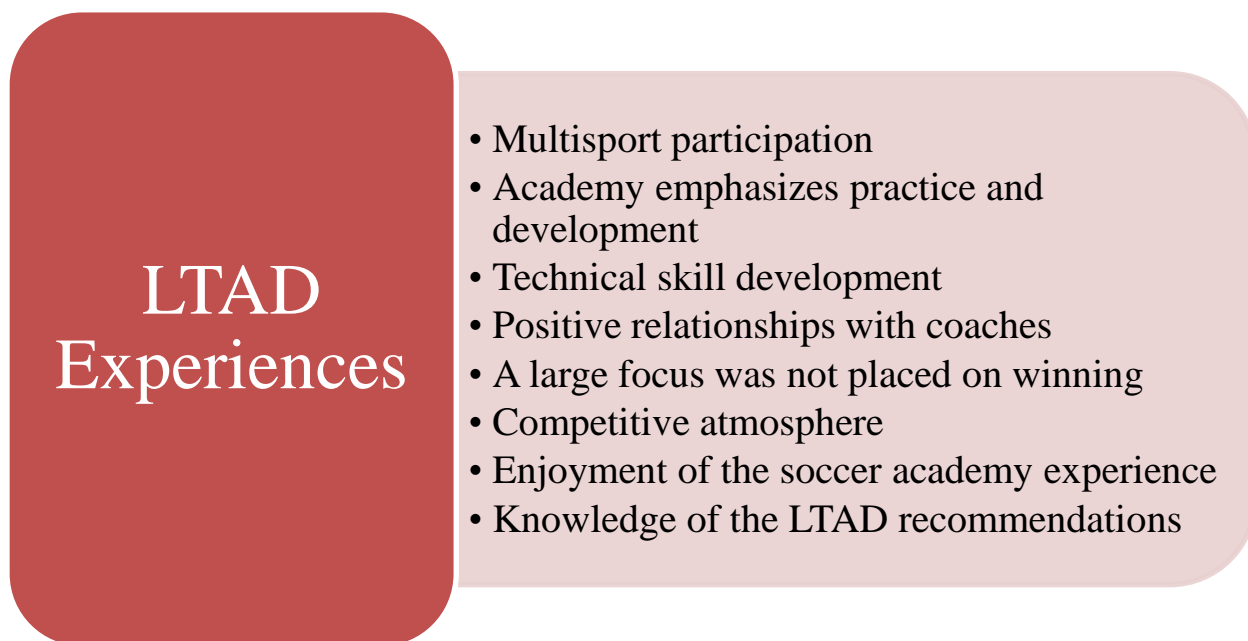 LTAD
Experiences
• Multisport participation
• Academy emphasizes practice and
development
• Technical skill development
• Positive relationships with coaches
• A large focus was not placed on winning
• Competitive atmosphere
• Enjoyment of the soccer academy experience
• Knowledge of the LTAD recommendations